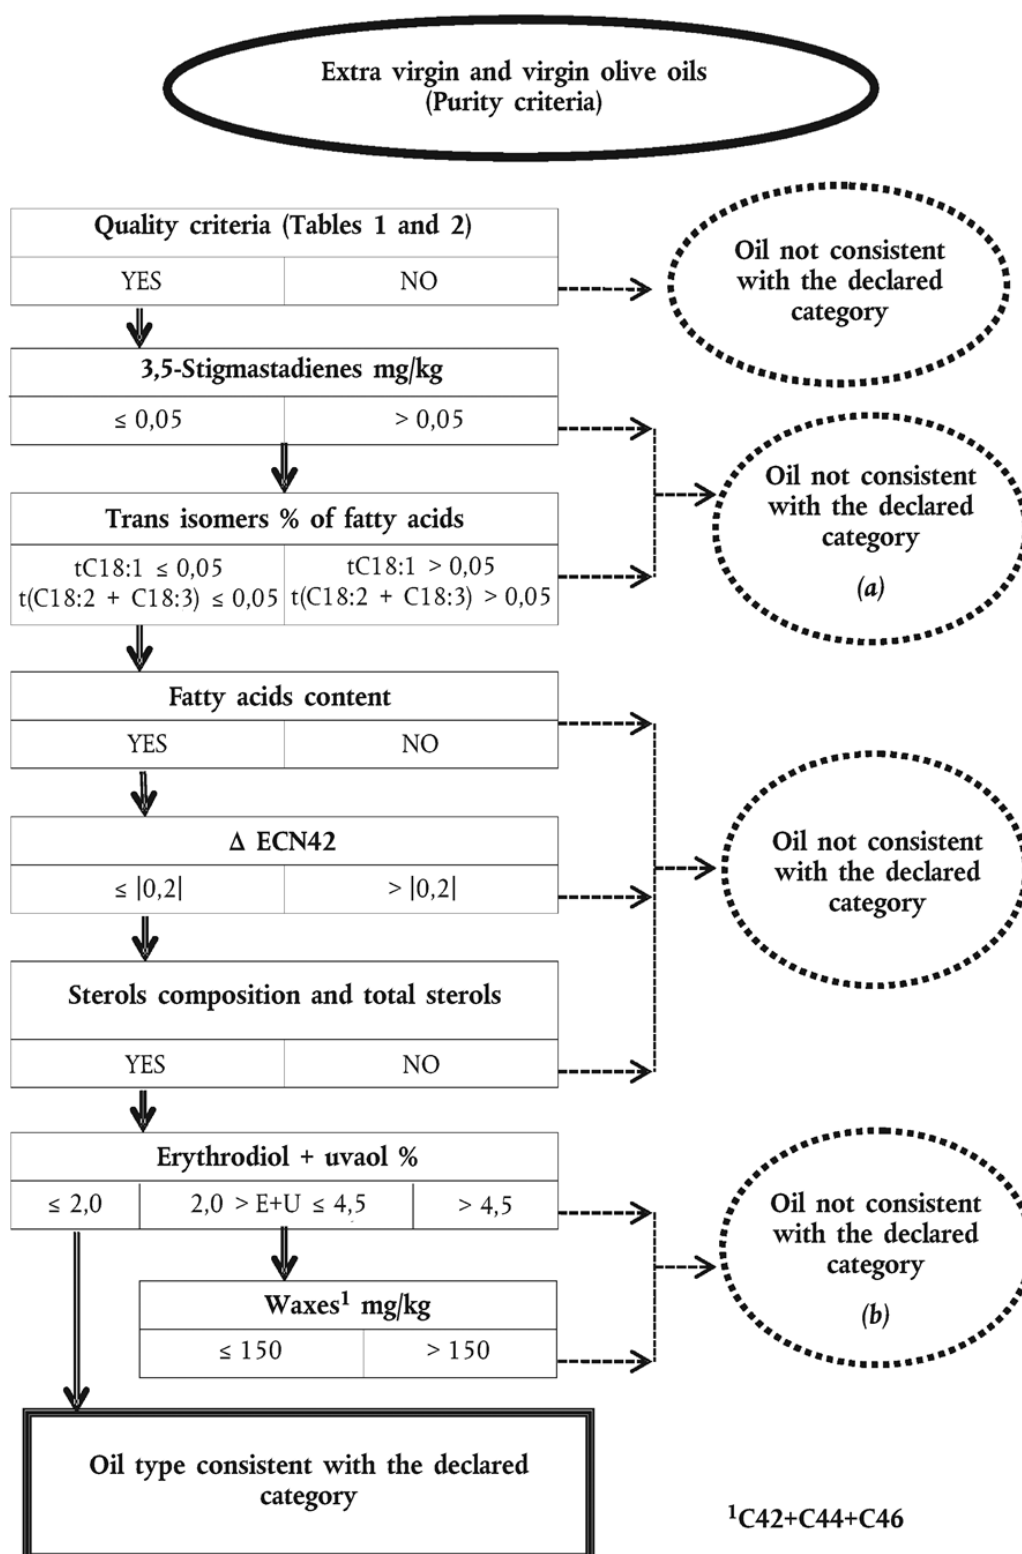 Extra virgin and virgin olive oils
(Purity criteria)
Quality criteria (Tables 1 and 2)
YES NO
Oil not consistent
with the declared
category
3,5-Stigmastadienes mg/kg
≤ 0,05 > 0,05
Oil not consistent
with the declared
category
(a)
Trans isomers % of fatty acids
tC18:1 ≤ 0,05 tC18:1 > 0,05
t(C18:2 + C18:3) ≤ 0,05 t(C18:2 + C18:3) > 0,05
Fatty acids content
YES NO
Δ ECN42
≤ |0,2| > |0,2|
Oil not consistent
with the declared
category
Sterols composition and total sterols
YES NO
Erythrodiol + uvaol %
≤ 2,0 2,0 > E+U ≤ 4,5 > 4,5
Oil not consistent
with the declared
category
(b)
Waxes¹ mg/kg
≤ 150 > 150
Oil type consistent with the declared
category
¹C42+C44+C46